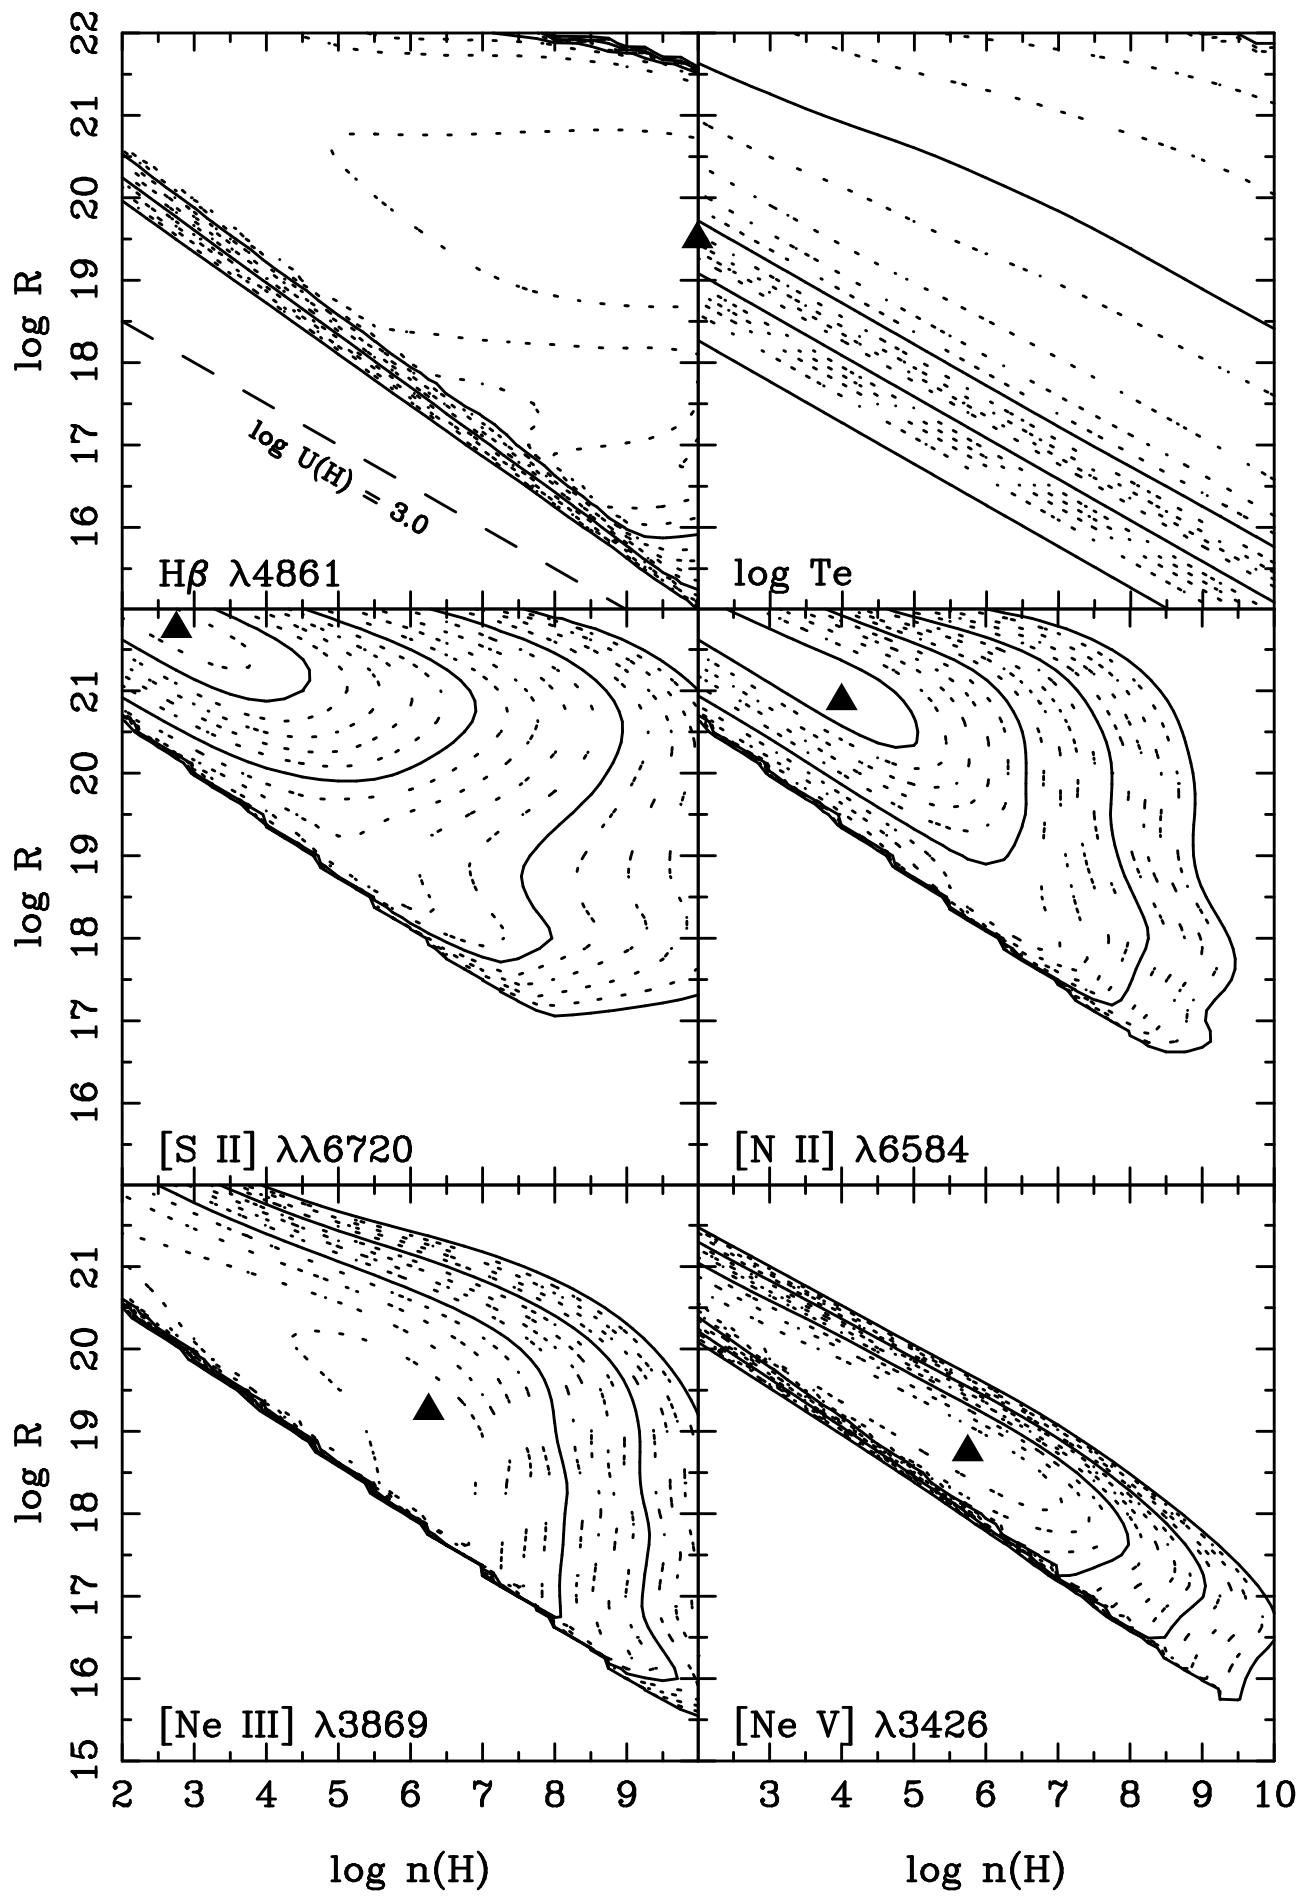 22
21
20
19
18
17
16
log R
log U(H) = 3.0
Hβ λ4861
log Te
21
20
19
18
17
16
log R
[S II] λλ6720
[N II] λ6584
21
20
19
18
17
16
15
log R
[Ne III] λ3869
[Ne V] λ3426
2 3 4 5 6 7 8 9 3 4 5 6 7 8 9 10
log n(H) log n(H)